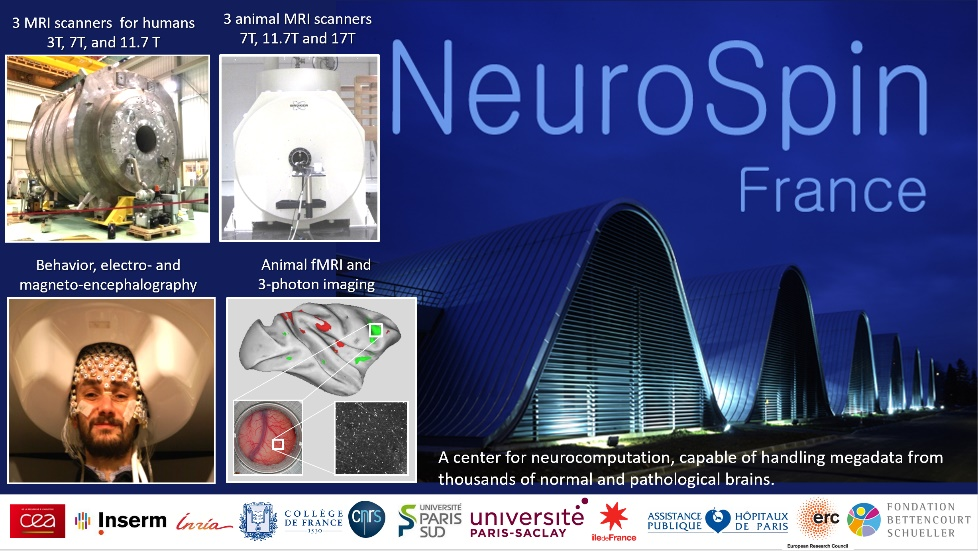 3 MRI scanners for humans
3T, 7T, and 11.7 T
3 animal MRI scanners
7T, 11.7T and 17T
NeuroSpin
France
Behavior, electro- and
magneto-encephalography
Animal fMRI and
3-photon imaging
A center for neurocomputation, capable of handling megadata from
thousands of normal and pathological brains.
cea
Inserm
Inria
COLLÈGE
DE FRANCE
1530
cnrs
UNIVERSITÉ
PARIS
SUD
université
PARIS-SACLAY
îledeFrance
ASSISTANCE
PUBLIQUE
HÔPITAUX
DE PARIS
erc
European Research Council
FONDATION
BETTENCOURT
SCHUELLER